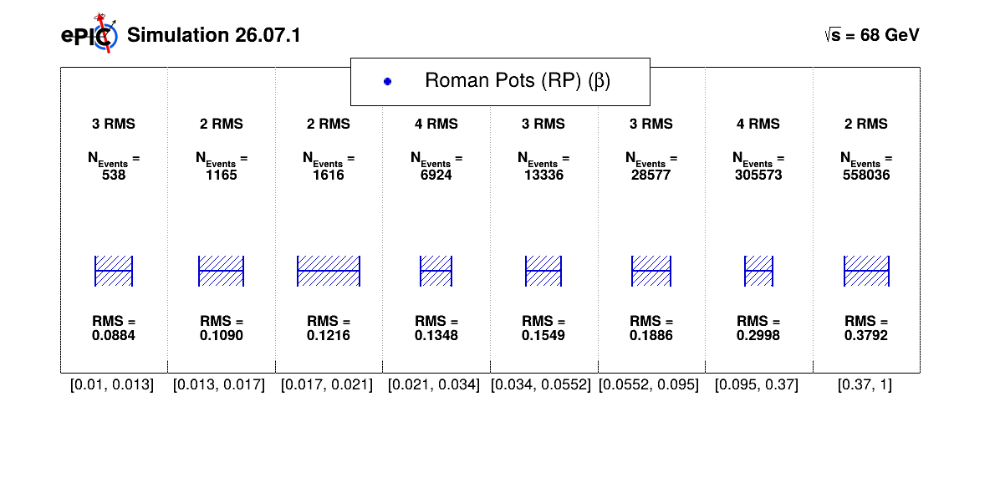 ePIC Simulation 26.07.1
√s = 68 GeV
Roman Pots (RP) (β)
3 RMS 2 RMS 2 RMS 4 RMS 3 RMS 3 RMS 4 RMS 2 RMS
N_Events = N_Events = N_Events = N_Events = N_Events = N_Events = N_Events = N_Events =
538 1165 1616 6924 13336 28577 305573 558036
RMS = RMS = RMS = RMS = RMS = RMS = RMS = RMS =
0.0884 0.1090 0.1216 0.1348 0.1549 0.1886 0.2998 0.3792
[0.01, 0.013] [0.013, 0.017] [0.017, 0.021] [0.021, 0.034] [0.034, 0.0552] [0.0552, 0.095] [0.095, 0.37] [0.37, 1]